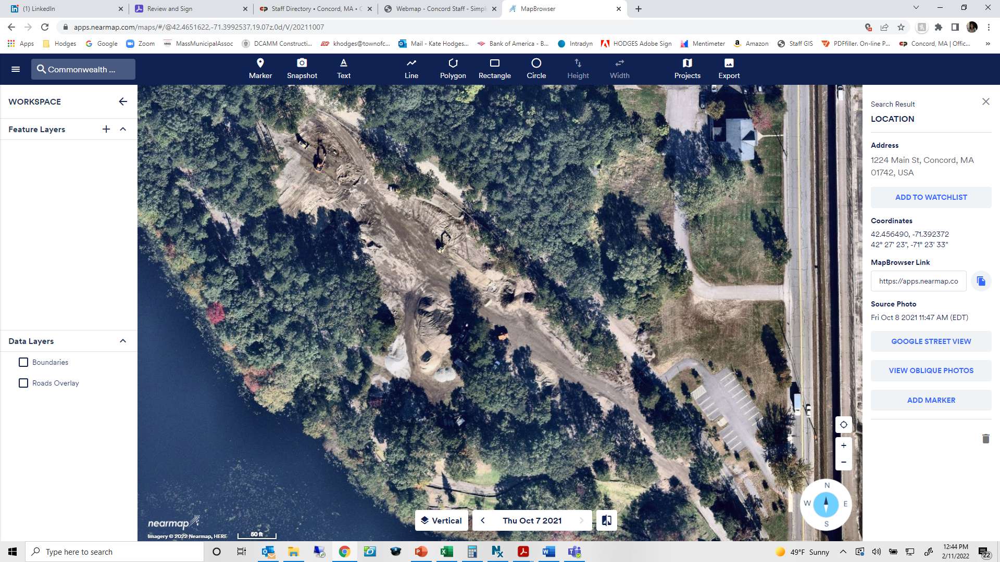 (1) LinkedIn
Review and Sign
Staff Directory • Concord, MA •
Webmap - Concord Staff - Simpl
MapBrowser
apps.nearmap.com/maps/#/@42.4651622,-71.3992537,19.07z,0d/V/20211007
Apps
Hodges
Google
Zoom
MassMunicipalAssoc
DCAMM Constructi...
khodges@townofc...
Mail - Kate Hodges...
Bank of America - B...
Intradyn
HODGES Adobe Sign
Mentimeter
Amazon
Staff GIS
PDFfiller. On-line P...
Concord, MA | Offic...
»
Commonwealth ...
Marker
Snapshot
Text
Line
Polygon
Rectangle
Circle
Height
Width
Projects
Export
WORKSPACE
Feature Layers
Data Layers
Boundaries
Roads Overlay
Search Result
LOCATION
Address
1224 Main St, Concord, MA
01742, USA
ADD TO WATCHLIST
Coordinates
42.456490, -71.392372
42° 27' 23", -71° 23' 33"
MapBrowser Link
https://apps.nearmap.co
Source Photo
Fri Oct 8 2021 11:47 AM (EDT)
GOOGLE STREET VIEW
VIEW OBLIQUE PHOTOS
ADD MARKER
N
W E
S
Vertical
Thu Oct 7 2021
nearmap
Imagery © 2022 Nearmap, HERE
50 ft
Type here to search
49°F Sunny
12:44 PM
2/11/2022
22